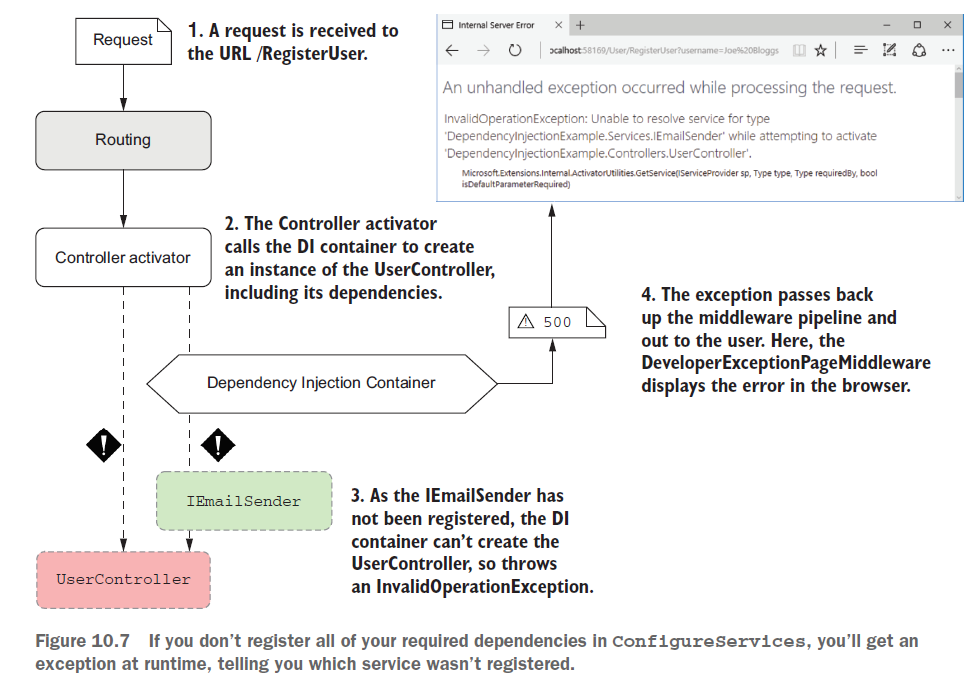 Request
1. A request is received to
the URL /RegisterUser.
Internal Server Error
ocalhost:58169/User/RegisterUser?username=Joe%20Bloggs
An unhandled exception occurred while processing the request.
InvalidOperationException: Unable to resolve service for type
'DependencyInjectionExample.Services.IEmailSender' while attempting to activate
'DependencyInjectionExample.Controllers.UserController'.
Microsoft.Extensions.Internal.ActivatorUtilities.GetService(IServiceProvider sp, Type type, Type requiredBy, bool
isDefaultParameterRequired)
Routing
2. The Controller activator
calls the DI container to create
an instance of the UserController,
including its dependencies.
Controller activator
4. The exception passes back
up the middleware pipeline and
out to the user. Here, the
DeveloperExceptionPageMiddleware
displays the error in the browser.
500
Dependency Injection Container
IEmailSender
3. As the IEmailSender has
not been registered, the DI
container can't create the
UserController, so throws
an InvalidOperationException.
UserController
Figure 10.7 If you don't register all of your required dependencies in ConfigureServices, you'll get an
exception at runtime, telling you which service wasn't registered.